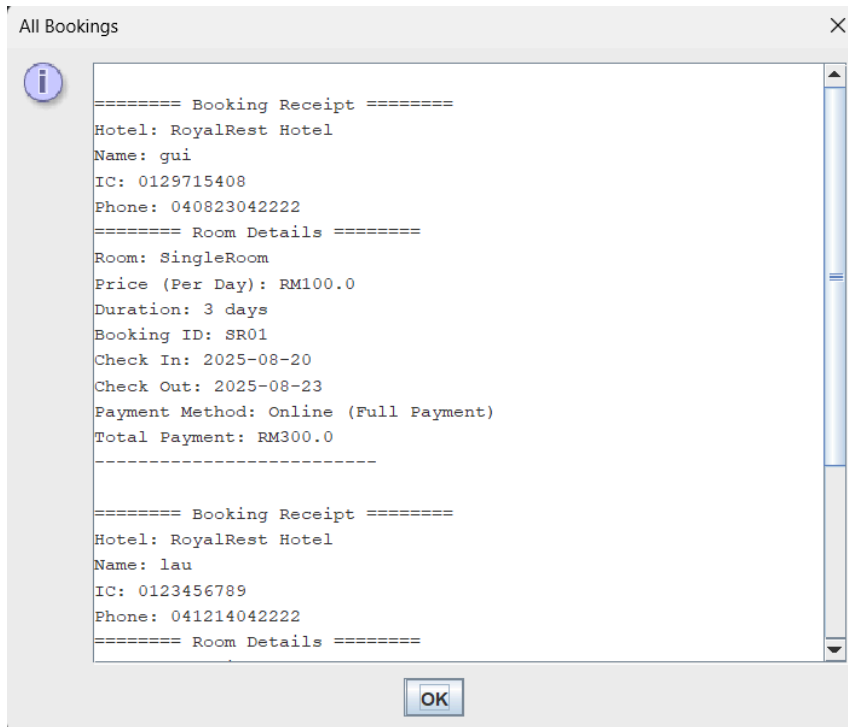 All Bookings
======== Booking Receipt ========
Hotel: RoyalRest Hotel
Name: gui
IC: 0129715408
Phone: 040823042222
======== Room Details ========
Room: SingleRoom
Price (Per Day): RM100.0
Duration: 3 days
Booking ID: SR01
Check In: 2025-08-20
Check Out: 2025-08-23
Payment Method: Online (Full Payment)
Total Payment: RM300.0
--------------------------
======== Booking Receipt ========
Hotel: RoyalRest Hotel
Name: lau
IC: 0123456789
Phone: 041214042222
======== Room Details ========
OK